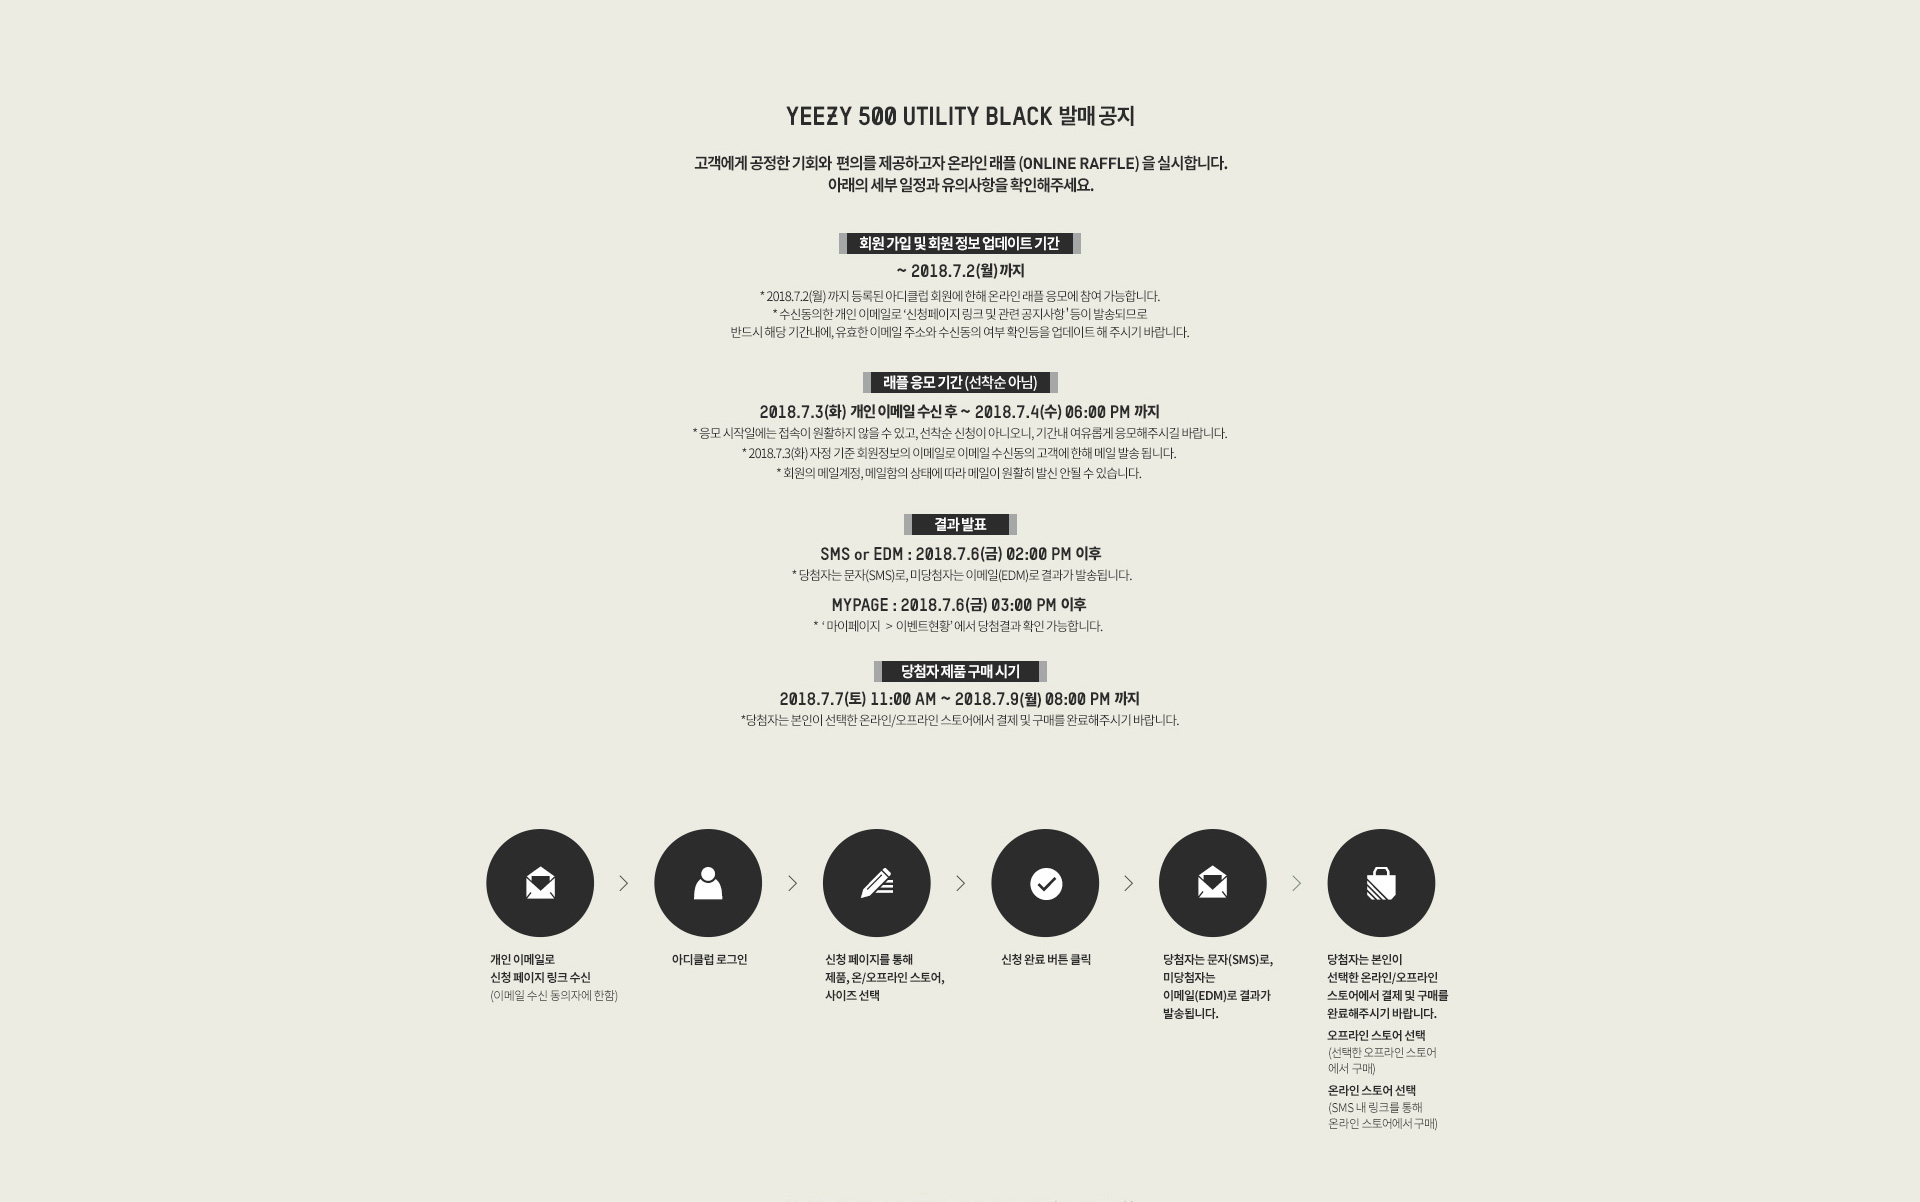 YEEZY 500 UTILITY BLACK 발매 공지
고객에게 공정한 기회와 편의를 제공하고자 온라인 래플 (ONLINE RAFFLE) 을 실시합니다.
아래의 세부 일정과 유의사항을 확인해주세요.
회원 가입 및 회원 정보 업데이트 기간
~ 2018.7.2(월)까지
* 2018.7.2(월) 까지 등록된 아디클럽 회원에 한해 온라인 래플 응모에 참여 가능합니다.
* 수신동의한 개인 이메일로 ‘신청페이지 링크 및 관련 공지사항 ' 등이 발송되므로
반드시 해당 기간내에, 유효한 이메일 주소와 수신동의 여부 확인등을 업데이트 해 주시기 바랍니다.
래플 응모 기간 (선착순 아님)
2018.7.3(화) 개인 이메일 수신 후 ~ 2018.7.4(수) 06:00 PM 까지
* 응모 시작일에는 접속이 원활하지 않을 수 있고, 선착순 신청이 아니오니, 기간내 여유롭게 응모해주시길 바랍니다.
* 2018.7.3(화) 자정 기준 회원정보의 이메일로 이메일 수신동의 고객에 한해 메일 발송 됩니다.
* 회원의 메일계정, 메일함의 상태에 따라 메일이 원활히 발신 안될 수 있습니다.
결과 발표
SMS or EDM : 2018.7.6(금) 02:00 PM 이후
* 당첨자는 문자(SMS)로, 미당첨자는 이메일(EDM)로 결과가 발송됩니다.
MYPAGE : 2018.7.6(금) 03:00 PM 이후
* ‘ 마이페이지 > 이벤트현황’ 에서 당첨결과 확인 가능합니다.
당첨자 제품 구매 시기
2018.7.7(토) 11:00 AM ~ 2018.7.9(월) 08:00 PM 까지
*당첨자는 본인이 선택한 온라인/오프라인 스토어에서 결제 및 구매를 완료해주시기 바랍니다.
개인 이메일로
신청 페이지 링크 수신
(이메일 수신 동의자에 한함)
아디클럽 로그인
신청 페이지를 통해
제품, 온/오프라인 스토어,
사이즈 선택
신청 완료 버튼 클릭
당첨자는 문자(SMS)로,
미당첨자는
이메일(EDM)로 결과가
발송됩니다.
당첨자는 본인이
선택한 온라인/오프라인
스토어에서 결제 및 구매를
완료해주시기 바랍니다.
오프라인 스토어 선택
(선택한 오프라인 스토어
에서 구매)
온라인 스토어 선택
(SMS 내 링크를 통해
온라인 스토어에서 구매)